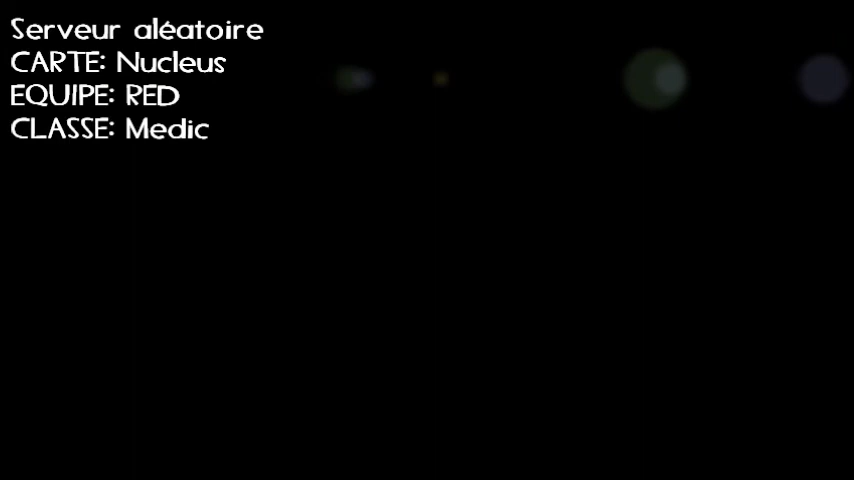 Serveur aléatoire
CARTE: Nucleus
EQUIPE: RED
CLASSE: Medic